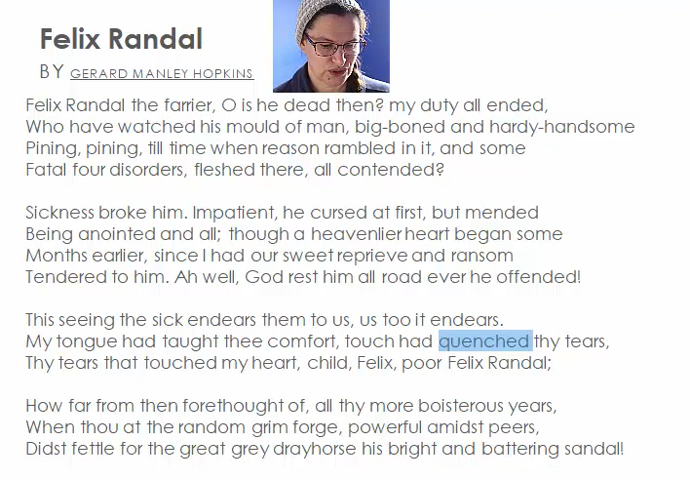 Felix Randal
BY GERARD MANLEY HOPKINS
Felix Randal the farrier, O is he dead then? my duty all ended,
Who have watched his mould of man, big-boned and hardy-handsome
Pining, pining, till time when reason rambled in it, and some
Fatal four disorders, fleshed there, all contended?
Sickness broke him. Impatient, he cursed at first, but mended
Being anointed and all; though a heavenlier heart began some
Months earlier, since I had our sweet reprieve and ransom
Tendered to him. Ah well, God rest him all road ever he offended!
This seeing the sick endears them to us, us too it endears.
My tongue had taught thee comfort, touch had quenched thy tears,
Thy tears that touched my heart, child, Felix, poor Felix Randal;
How far from then forethought of, all thy more boisterous years,
When thou at the random grim forge, powerful amidst peers,
Didst fettle for the great grey drayhorse his bright and battering sandal!